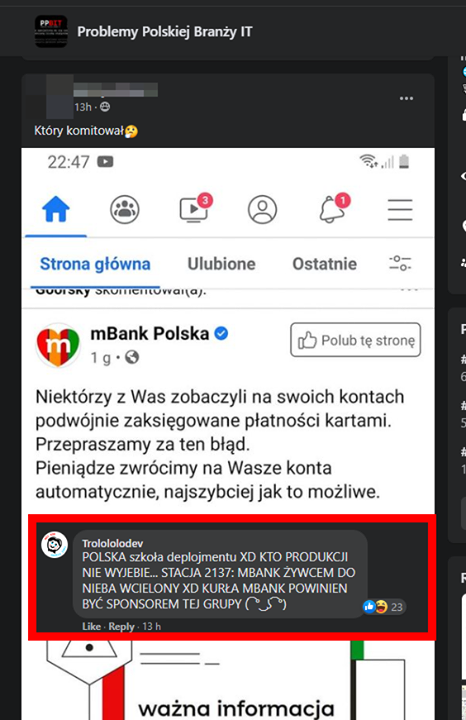 PPBIT
Problemy Polskiej Branży IT
13h
Który komitował🤔
22:47
3
1
Strona główna Ulubione Ostatnie
Goorsky skomentował(a).
m
mBank Polska
Polub tę stronę
1 g
Niektórzy z Was zobaczyli na swoich kontach
podwójnie zaksięgowane płatności kartami.
Przepraszamy za ten błąd.
Pieniądze zwrócimy na Wasze konta
automatycznie, najszybciej jak to możliwe.
Trolololodev
POLSKA szkoła deplojmentu XD KTO PRODUKCJI
NIE WYJEBIE... STACJA 2137: MBANK ŻYWCEM DO
NIEBA WCIELONY XD KURŁA MBANK POWINIEN
BYĆ SPONSOREM TEJ GRUPY ( ͡° ͜ʖ ͡°)
23
Like · Reply · 13 h
ważna informacja